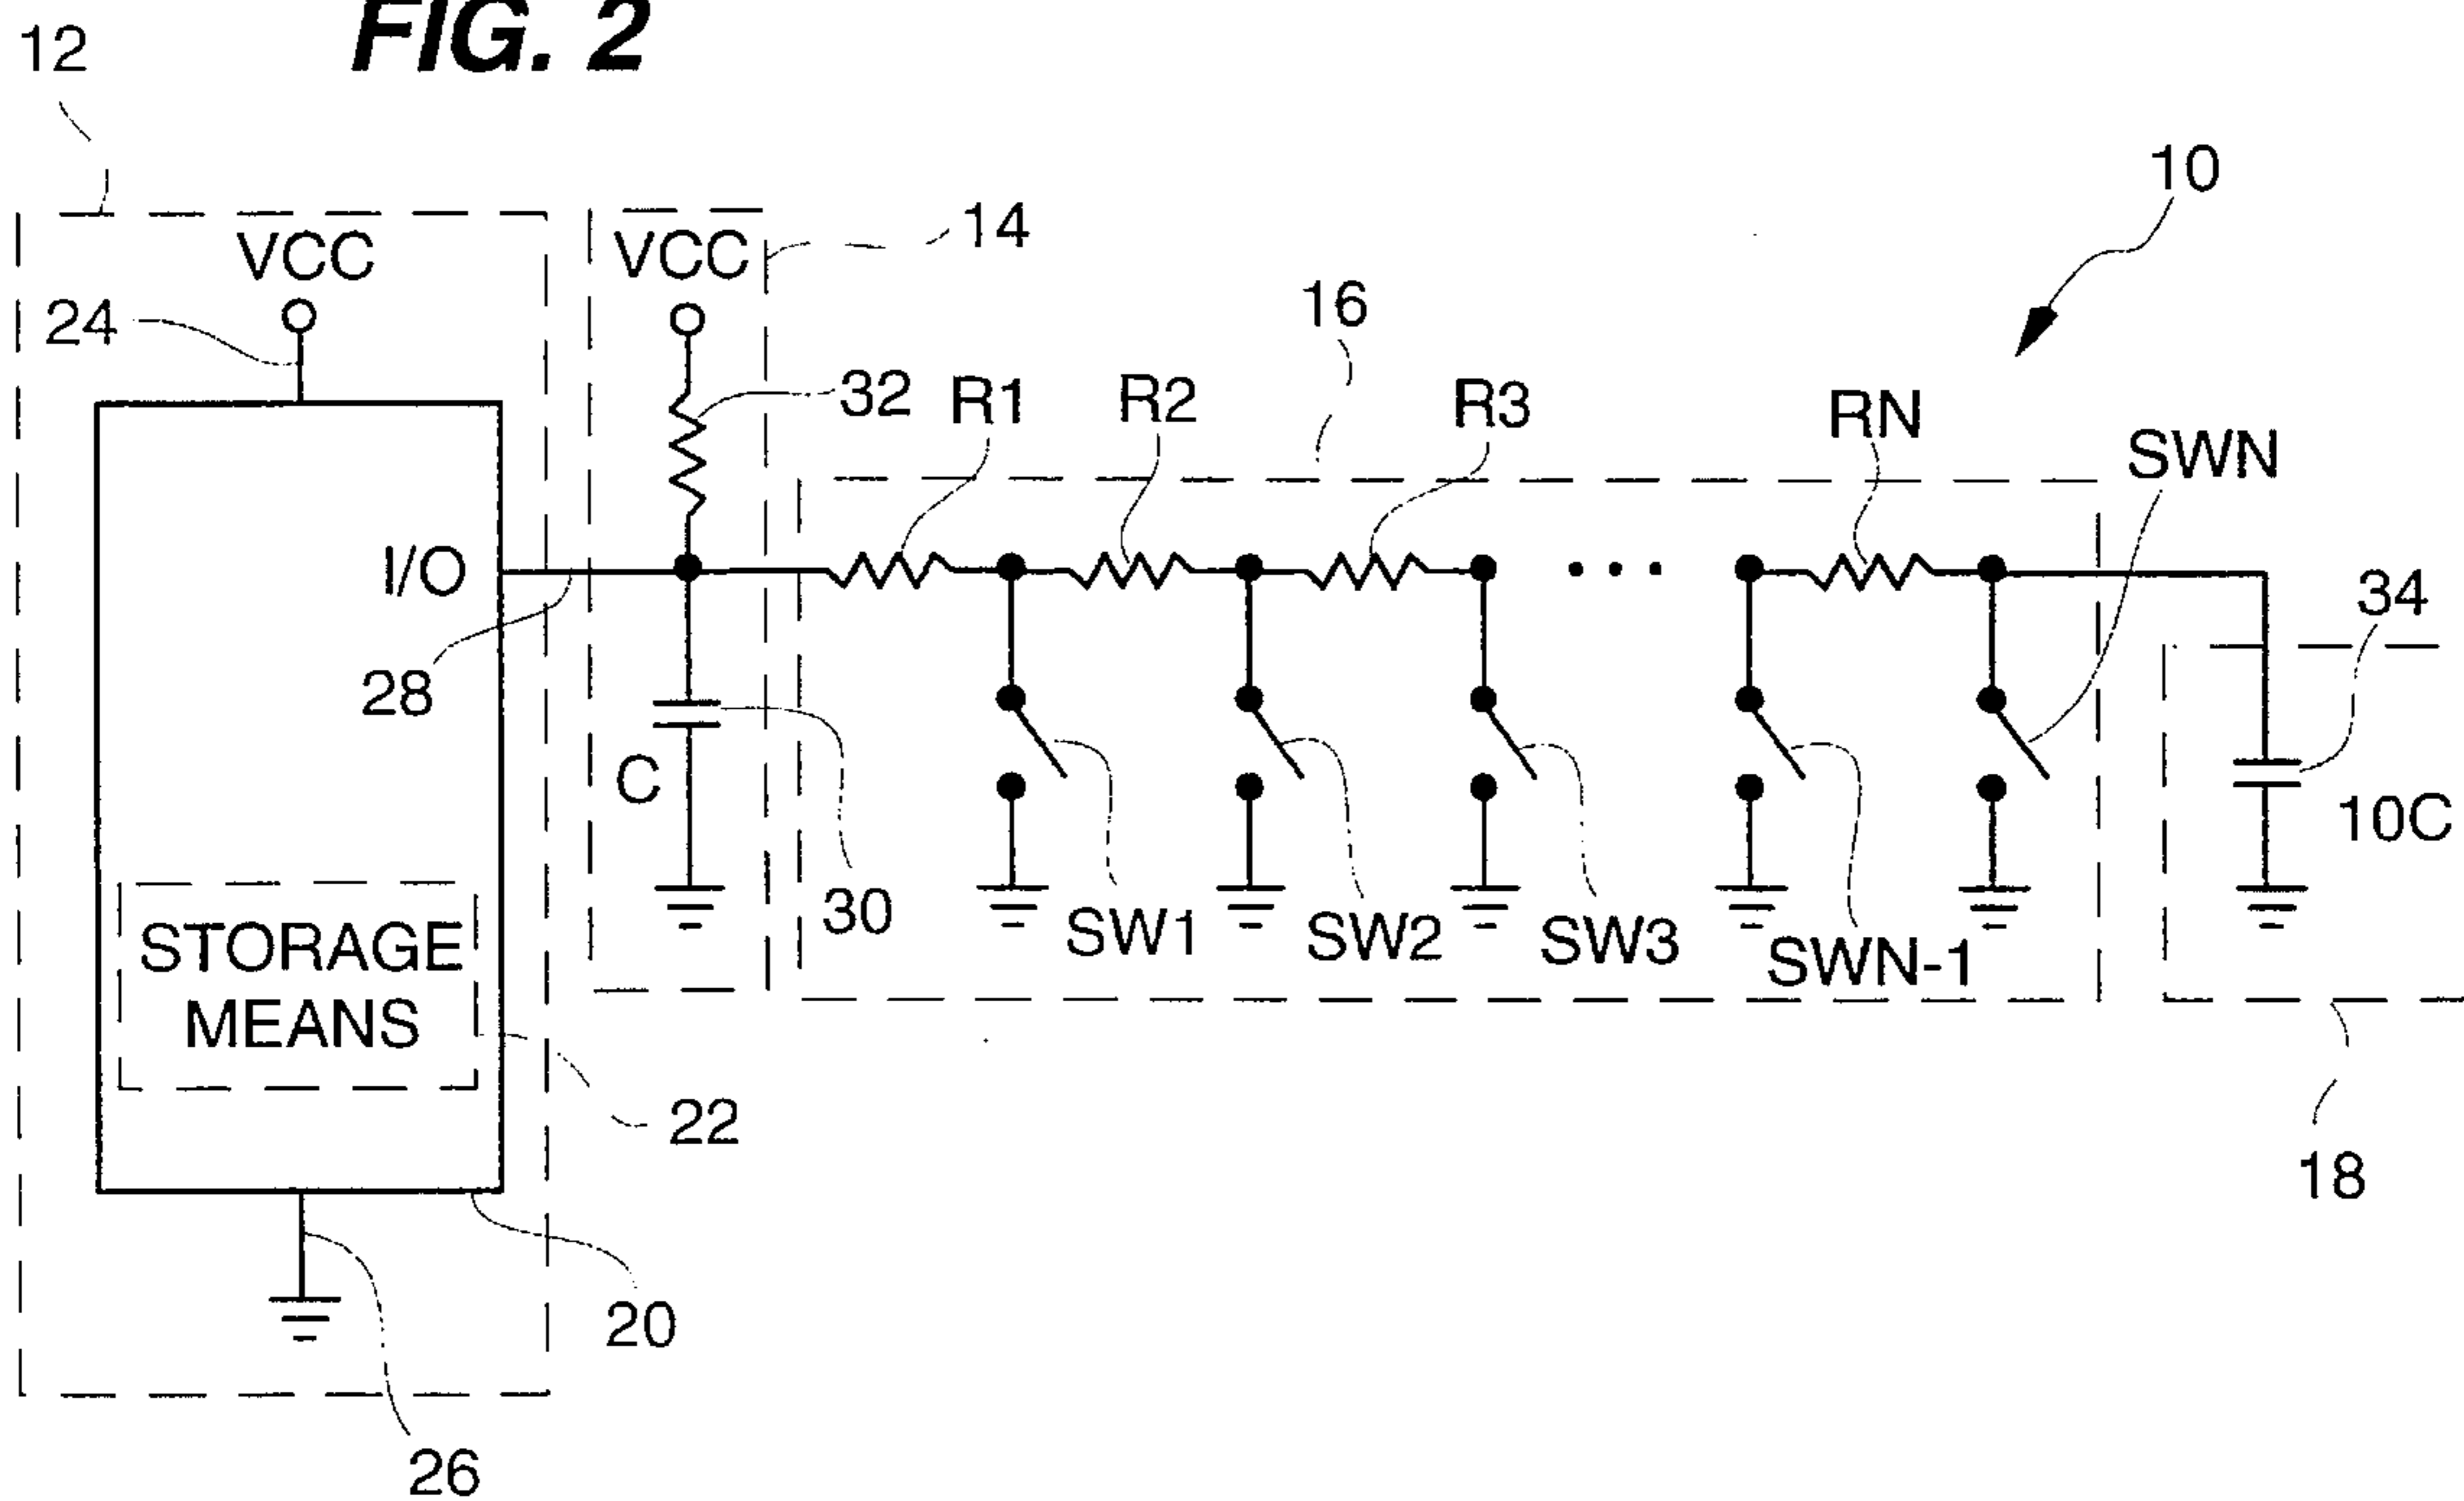 FIG. 2
12
10
VCC
VCC
14
24
16
32
R1
R2
R3
RN
SWN
I/O
34
28
C
10C
30
SW1
SW2
SW3
SWN-1
STORAGE
MEANS
22
18
20
26